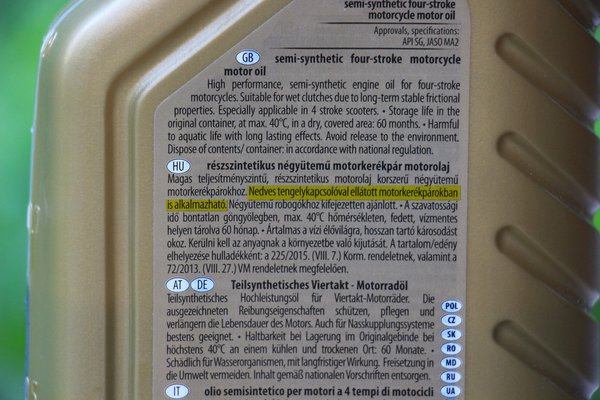 semi-synthetic four-stroke
motorcycle motor oil
Approvals, specifications:
API SG, JASO MA2
GB semi-synthetic four-stroke motorcycle
motor oil
High performance, semi-synthetic engine oil for four-stroke
motorcycles. Suitable for wet clutches due to long-term stable frictional
properties. Especially applicable in 4 stroke scooters. • Storage life in the
original container, at max. 40°C, in a dry, covered area: 60 months. • Harmful
to aquatic life with long lasting effects. Avoid release to the environment.
Dispose of contents/ container: in accordance with national regulation.
HU részszintetikus négyütemű motorkerékpár motorolaj
Magas teljesítményszintű, részszintetikus motorolaj korszerű négyütemű
motorkerékpárokhoz. Nedves tengelykapcsolóval ellátott motorkerékpárokban
is alkalmazható. Négyütemű robogókhoz kifejezetten ajánlott. • A szavatossági
idő bontatlan göngyölegben, max. 40°C hőmérsékleten, fedett, vízmentes
helyen tárolva 60 hónap. • Ártalmas a vízi élővilágra, hosszan tartó károsodást
okoz. Kerülni kell az anyagnak a környezetbe való kijutását. A tartalom/edény
elhelyezése hulladékként: a 225/2015. (VIII. 7.) Korm. rendeletnek, valamint a
72/2013. (VIII. 27.) VM rendeletnek megfelelően.
AT DE Teilsynthetisches Viertakt - Motorradöl
Teilsynthetisches Hochleistungsöl für Viertakt-Motorräder. Die
ausgezeichneten Reibungseigenschaften schützen, pflegen und
verlängern die Lebensdauer des Motors. Auch für Nasskupplungssysteme
bestens geeignet. • Haltbarkeit bei Lagerung im Originalgebinde bei
höchstens 40°C an einem kühlen und trockenen Ort: 60 Monate. •
Schädlich für Wasserorganismen, mit langfristiger Wirkung. Freisetzung in
die Umwelt vermeiden. Inhalt gemäß nationalen Vorschriften entsorgen.
IT olio semisintetico per motori a 4 tempi di motocicli
POL
CZ
SK
RO
MD
RU
UA